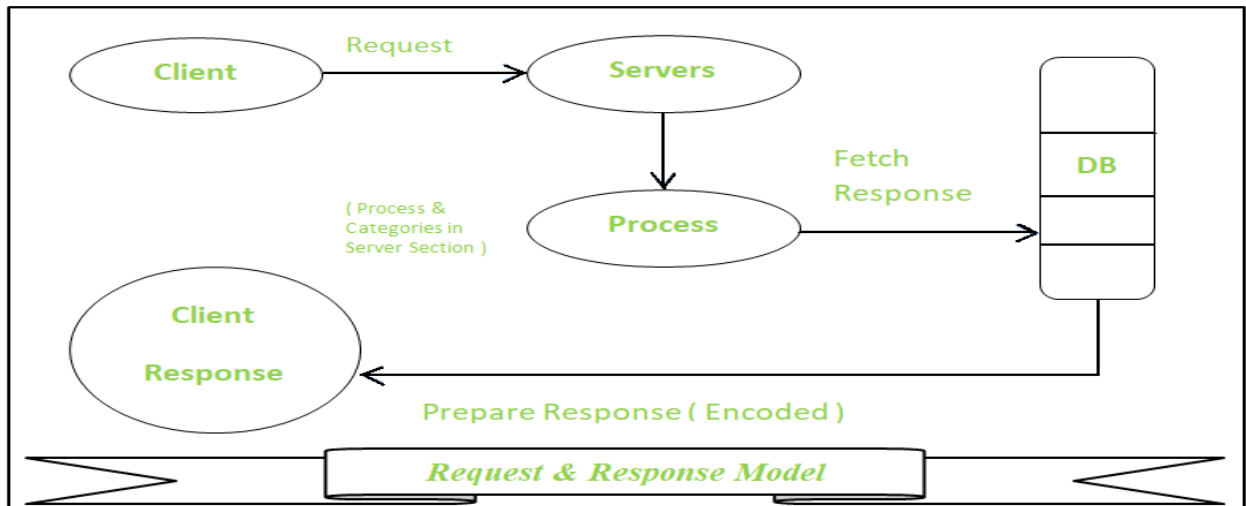 Client
Request
Servers
Fetch
Response
DB
( Process &
Categories in
Server Section )
Process
Client
Response
Prepare Response ( Encoded )
Request & Response Model